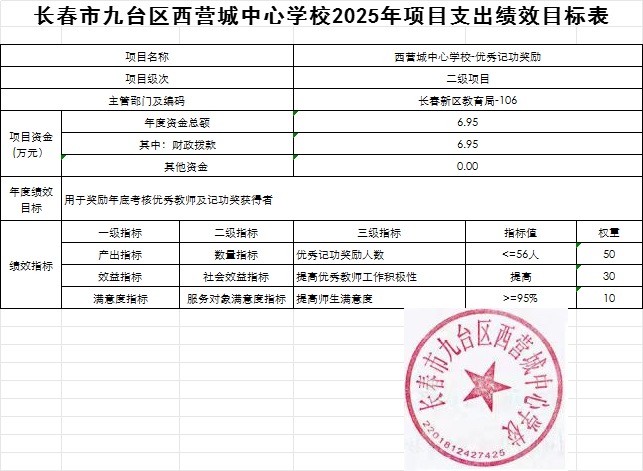 长春市九台区西营城中心学校2025年项目支出绩效目标表
项目名称 西营城中心学校-优秀记功奖励
项目级次 二级项目
主管部门及编码 长春新区教育局-106
项目资金
(万元)
年度资金总额 6.95
其中：财政拨款 6.95
其他资金 0.00
年度绩效
目标
用于奖励年底考核优秀教师及记功奖获得者
绩效指标
一级指标 二级指标 三级指标 指标值 权重
产出指标 数量指标 优秀记功奖励人数 <=56人 50
效益指标 社会效益指标 提高优秀教师工作积极性 提高 30
满意度指标 服务对象满意度指标 提高师生满意度 >=95% 10
长春市九台区西营城中心学校
2201812427425